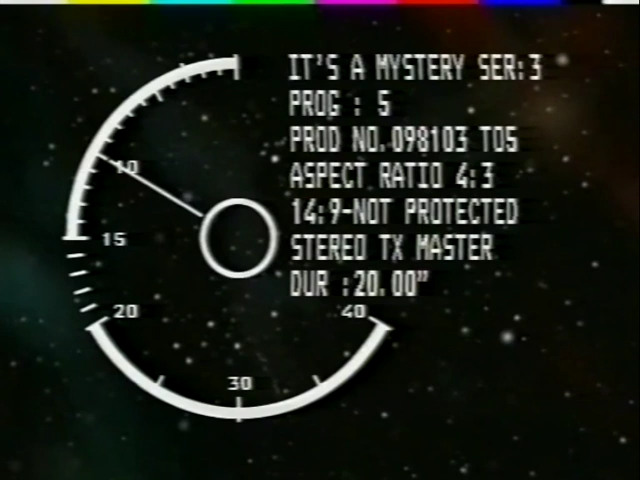 IT'S A MYSTERY SER:3
PROG : 5
PROD NO.098103 T05
ASPECT RATIO 4:3
14:9-NOT PROTECTED
STEREO TX MASTER
DUR :20.00"
10
15
20
40
30